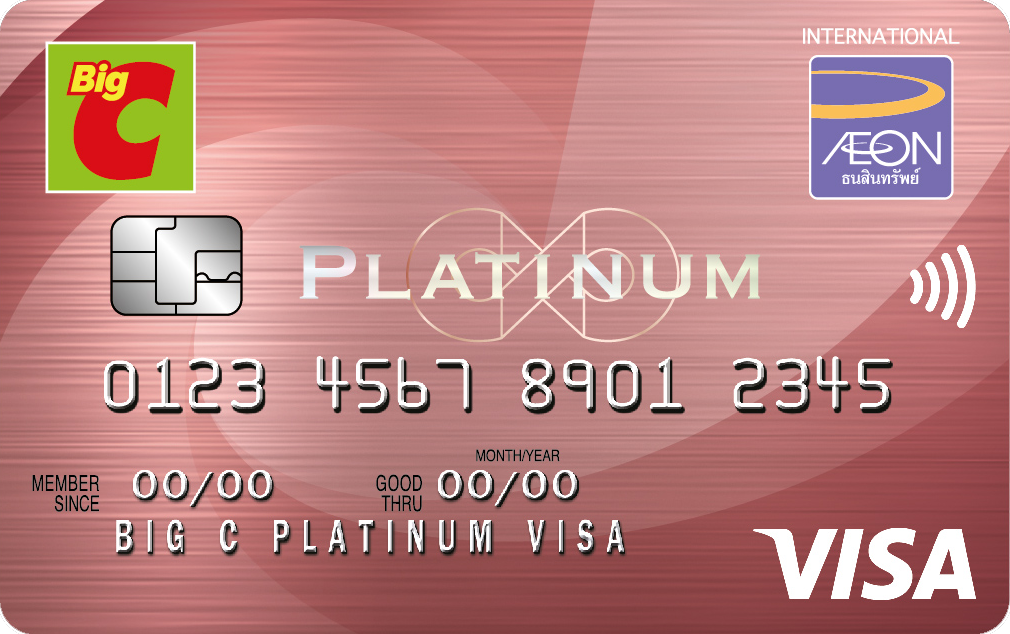 Big C
INTERNATIONAL
ÆON
ธนสินทรัพย์
PLATINUM
0123 4567 8901 2345
MONTH/YEAR
MEMBER SINCE 00/00 GOOD THRU 00/00
BIG C PLATINUM VISA
VISA